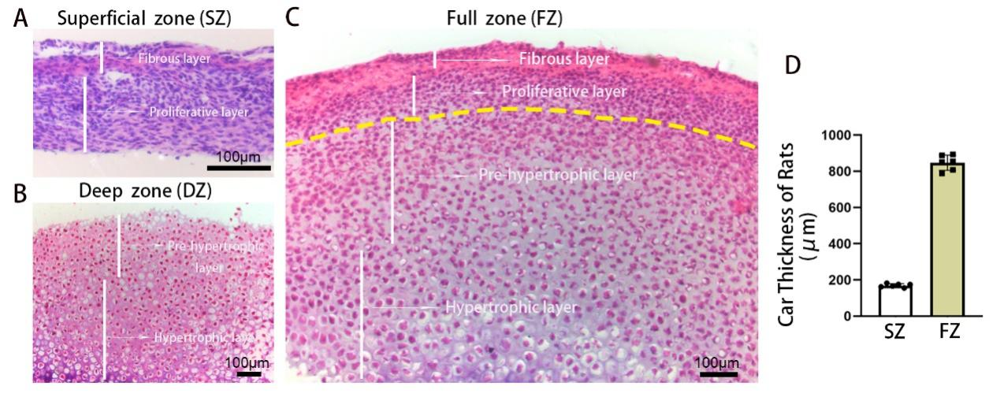 A
Superficial zone (SZ)
Fibrous layer
Proliferative layer
100μm
B
Deep zone (DZ)
Pre-hypertrophic
layer
Hypertrophic layer
100μm
C
Full zone (FZ)
Fibrous layer
Proliferative layer
Pre-hypertrophic layer
Hypertrophic layer
100μm
D
Car Thickness of Rats
(μm)
1000
800
600
400
200
0
SZ
FZ